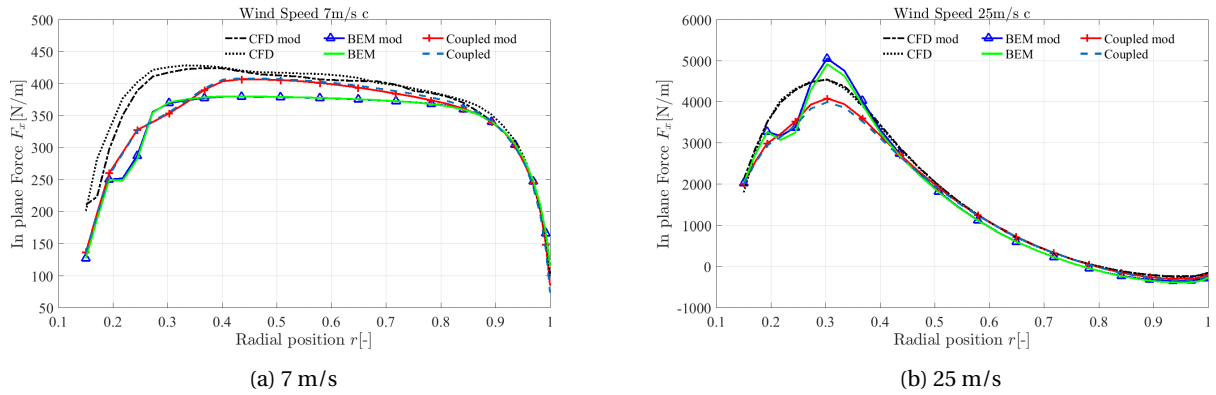 Wind Speed 7m/s c
CFD mod BEM mod Coupled mod
CFD BEM Coupled
In plane Force F_x[N/m]
500
450
400
350
300
250
200
150
100
50
0.1 0.2 0.3 0.4 0.5 0.6 0.7 0.8 0.9 1
Radial position r[-]
(a) 7 m/s
Wind Speed 25m/s c
CFD mod BEM mod Coupled mod
CFD BEM Coupled
In plane Force F_x[N/m]
6000
5000
4000
3000
2000
1000
0
-1000
0.1 0.2 0.3 0.4 0.5 0.6 0.7 0.8 0.9 1
Radial position r[-]
(b) 25 m/s